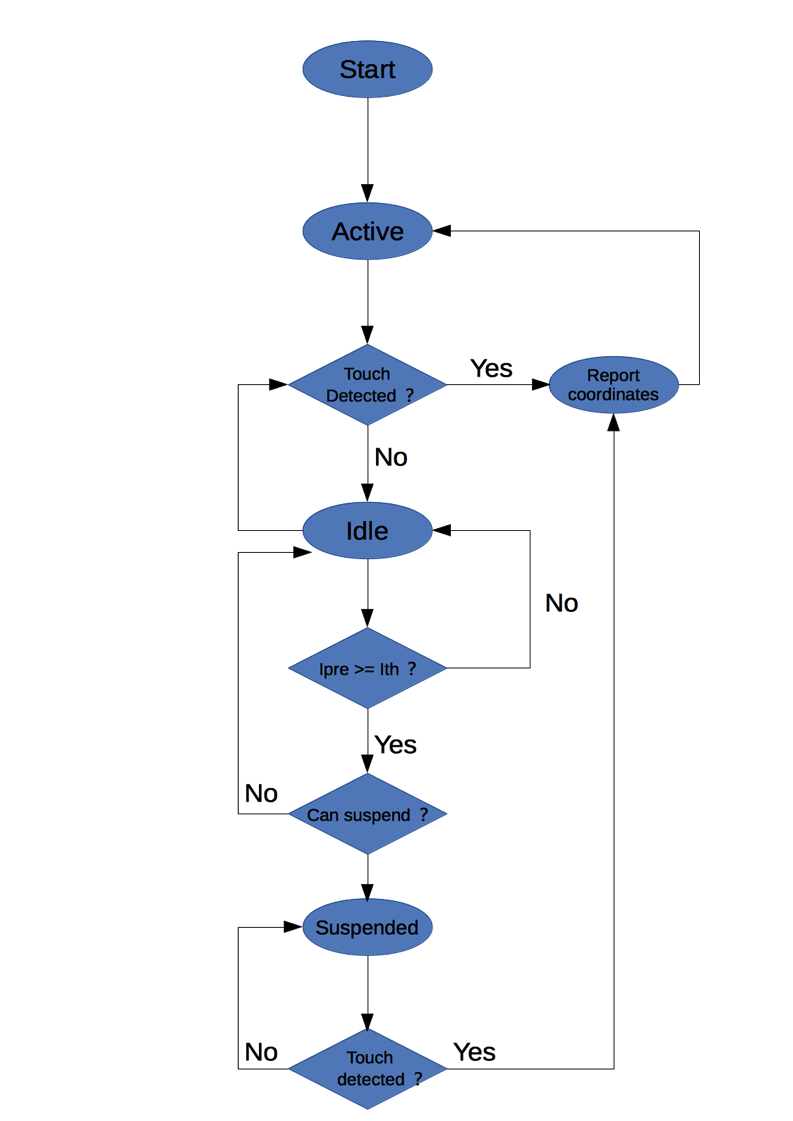 Start
Active
Touch
Detected ?
Yes
Report
coordinates
No
Idle
No
Ipre >= Ith ?
Yes
No
Can suspend ?
Suspended
No
Touch
detected ?
Yes